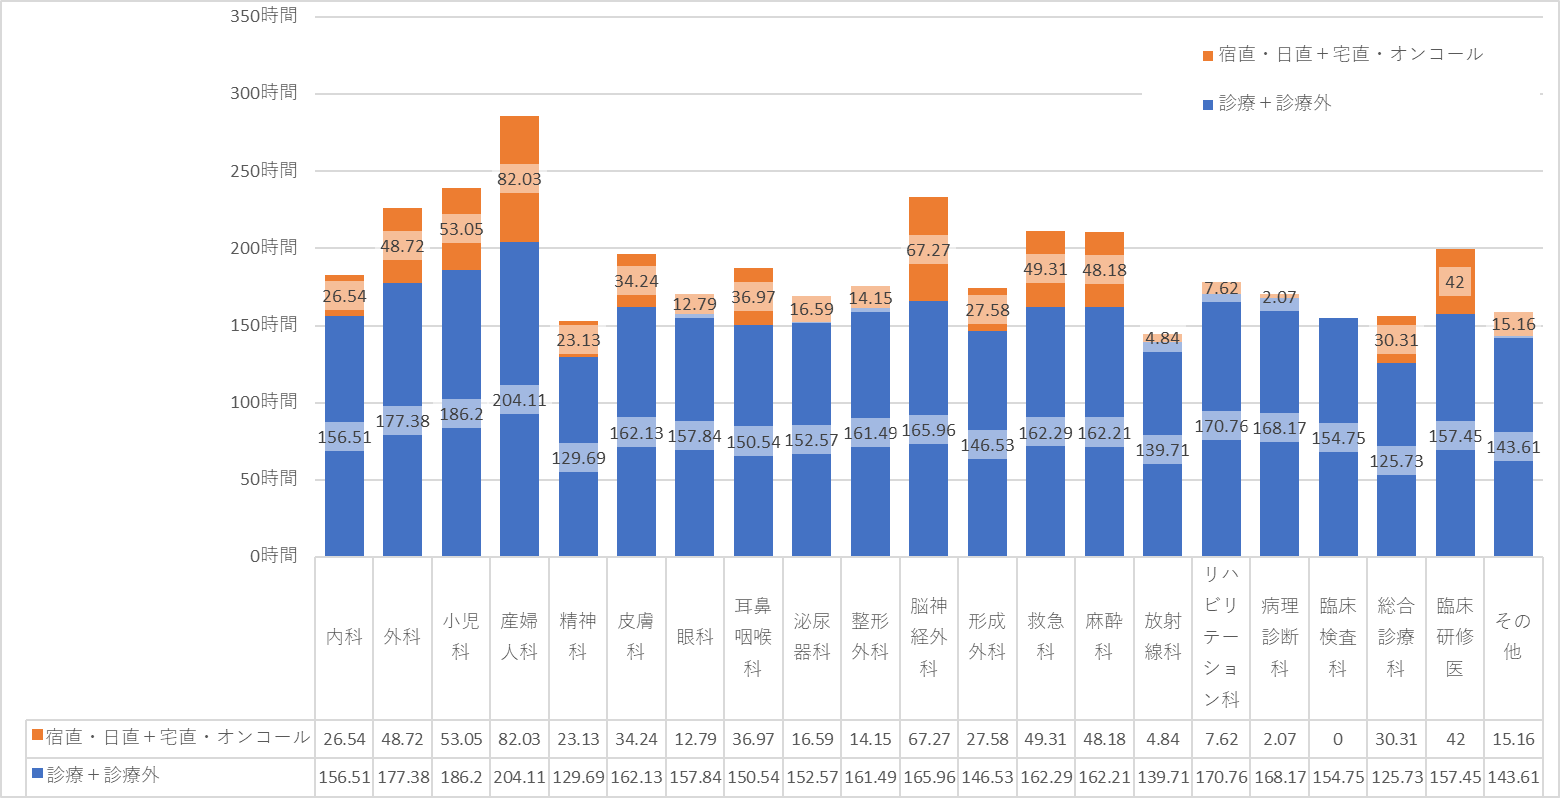 350時間
300時間
250時間
200時間
150時間
100時間
50時間
0時間
宿直・日直＋宅直・オンコール
診療＋診療外
26.54
48.72
53.05
82.03
23.13
34.24
12.79
36.97
16.59
14.15
67.27
27.58
49.31
48.18
4.84
7.62
2.07
30.31
42
15.16
156.51
177.38
186.2
204.11
129.69
162.13
157.84
150.54
152.57
161.49
165.96
146.53
162.29
162.21
139.71
170.76
168.17
154.75
125.73
157.45
143.61
内科
外科
小児
科
産婦
人科
精神
科
皮膚
科
眼科
耳鼻
咽喉
科
泌尿
器科
整形
外科
脳神
経外
科
形成
外科
救急
科
麻酔
科
放射
線科
リハ
ビリ
テー
ショ
ン科
病理
診断
科
臨床
検査
科
総合
診療
科
臨床
研修
医
その
他
宿直・日直＋宅直・オンコール 26.54 48.72 53.05 82.03 23.13 34.24 12.79 36.97 16.59 14.15 67.27 27.58 49.31 48.18 4.84 7.62 2.07 0 30.31 42 15.16
診療＋診療外 156.51 177.38 186.2 204.11 129.69 162.13 157.84 150.54 152.57 161.49 165.96 146.53 162.29 162.21 139.71 170.76 168.17 154.75 125.73 157.45 143.61